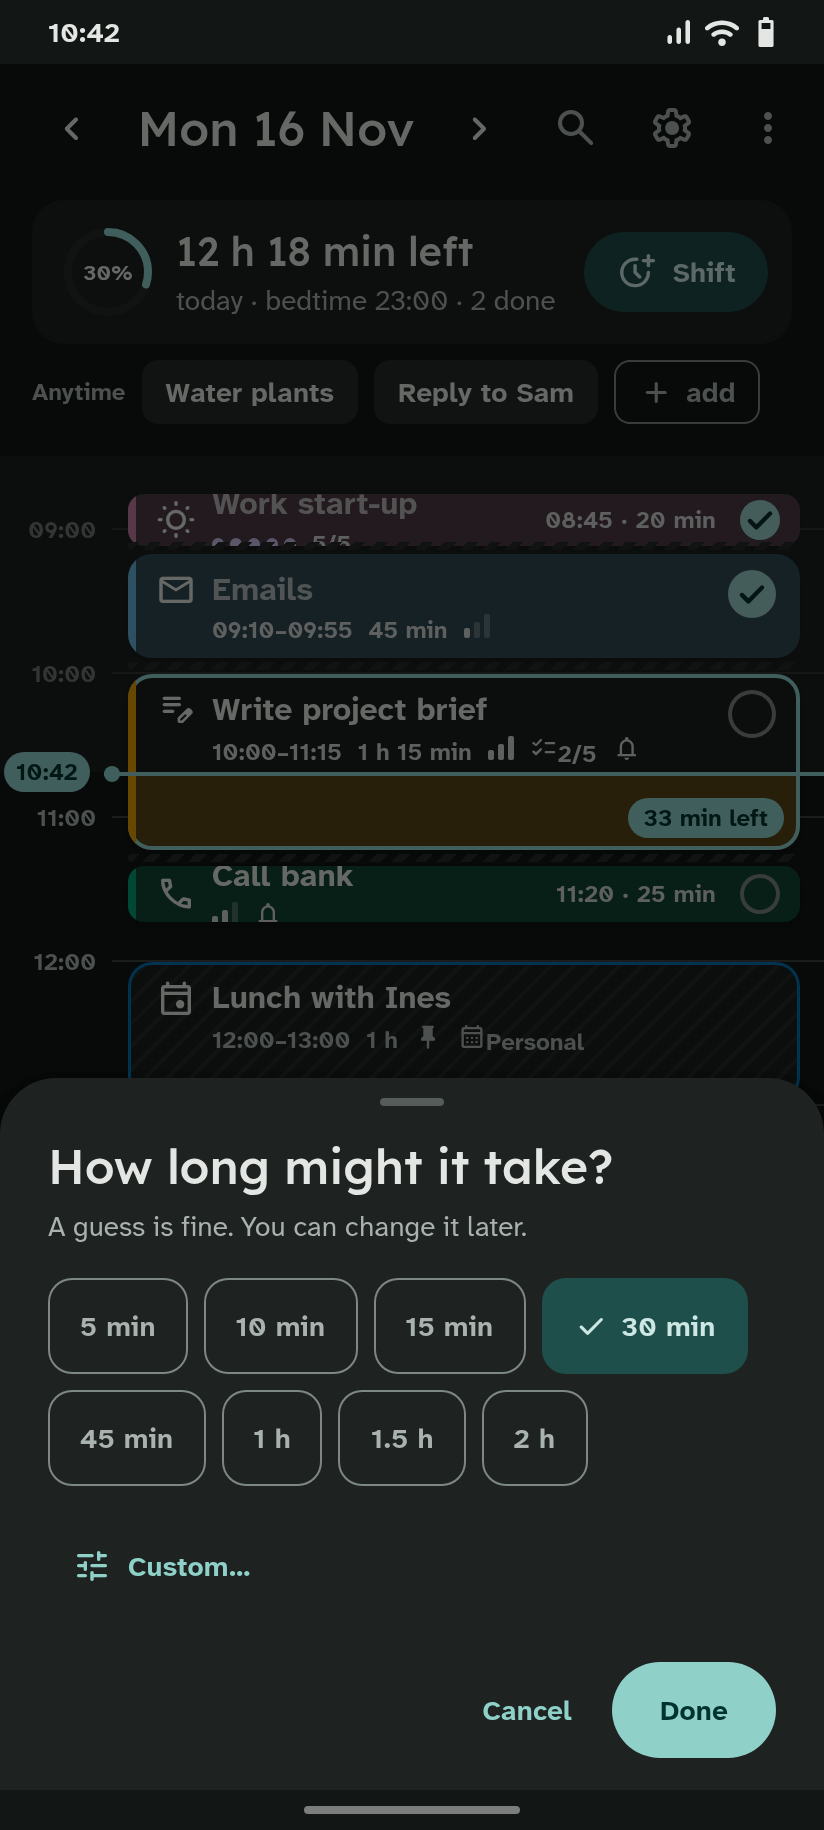 10:42
Mon 16 Nov
30%
12 h 18 min left
today · bedtime 23:00 · 2 done
Shift
Anytime
Water plants
Reply to Sam
add
09:00
Work start-up
5/5
08:45 · 20 min
Emails
09:10–09:55 45 min
10:00
Write project brief
10:00–11:15 1 h 15 min 2/5
10:42
11:00
33 min left
Call bank
11:20 · 25 min
12:00
Lunch with Ines
12:00–13:00 1 h Personal
How long might it take?
A guess is fine. You can change it later.
5 min
10 min
15 min
30 min
45 min
1 h
1.5 h
2 h
Custom...
Cancel
Done